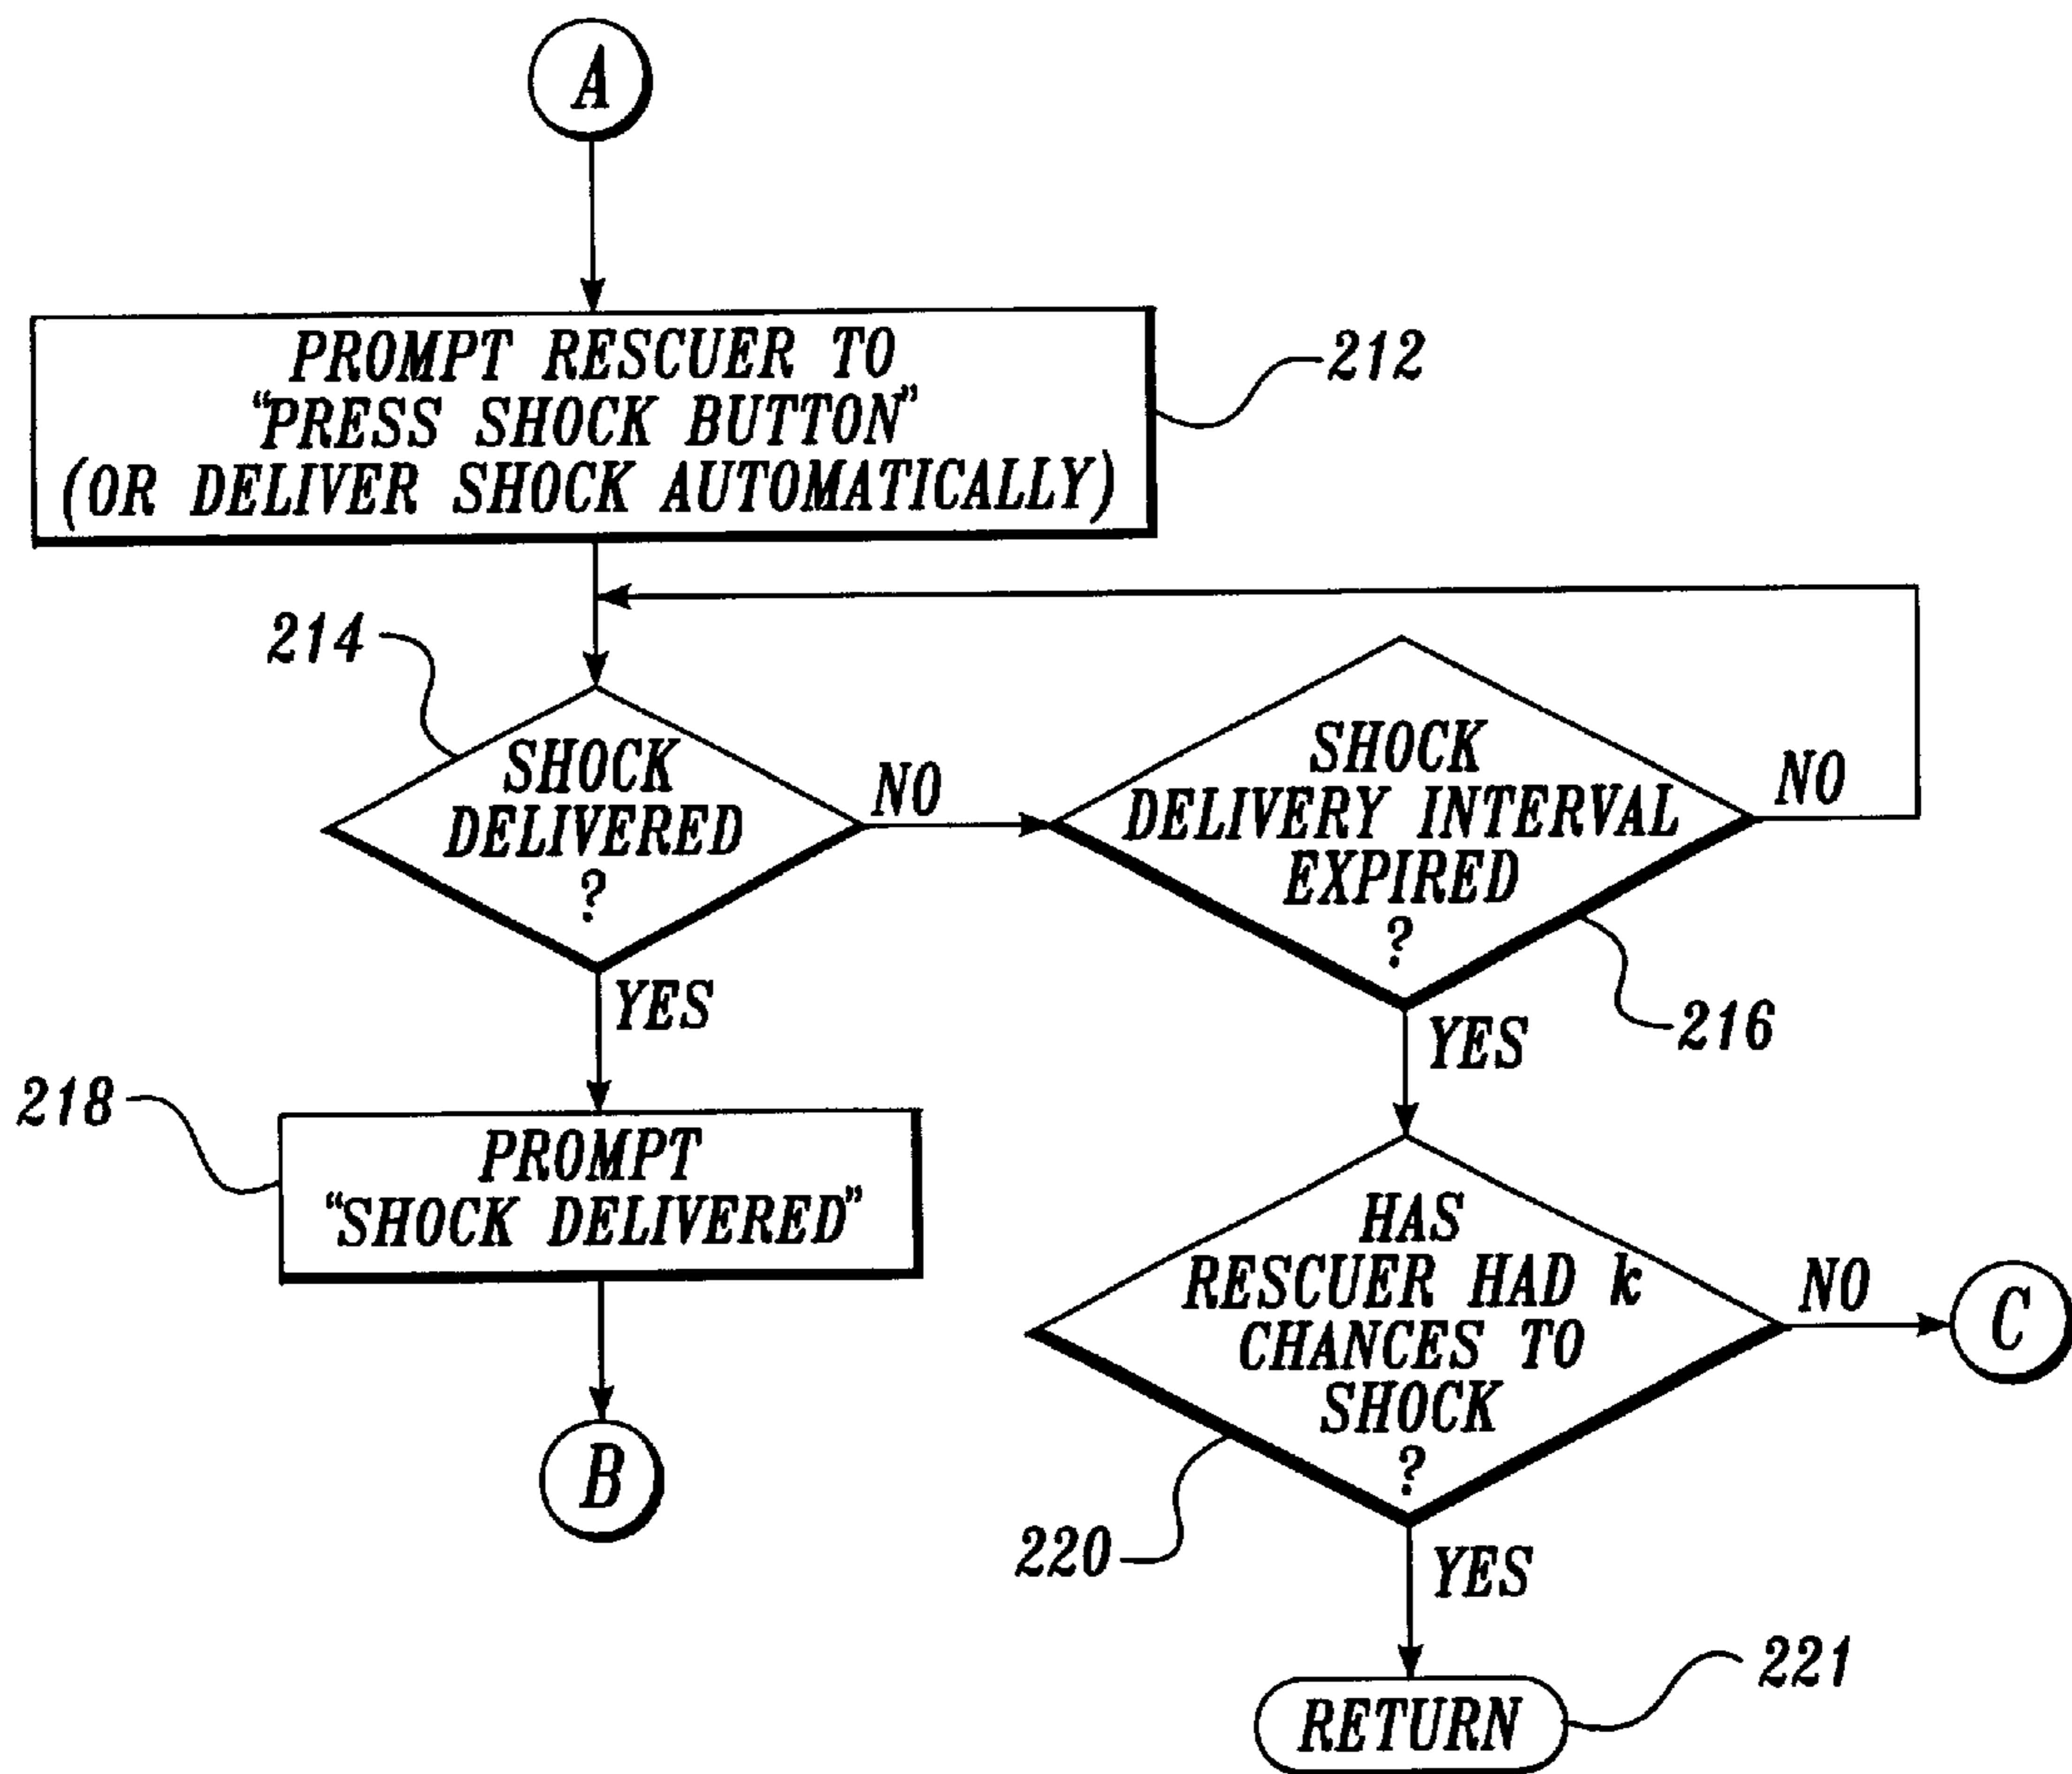 A
PROMPT RESCUER TO
“PRESS SHOCK BUTTON”
(OR DELIVER SHOCK AUTOMATICALLY)
212
214
SHOCK
DELIVERED
?
NO
SHOCK
DELIVERY INTERVAL
EXPIRED
?
NO
216
YES
YES
218
PROMPT
“SHOCK DELIVERED”
HAS
RESCUER HAD k
CHANCES TO
SHOCK
?
NO
C
B
220
YES
221
RETURN